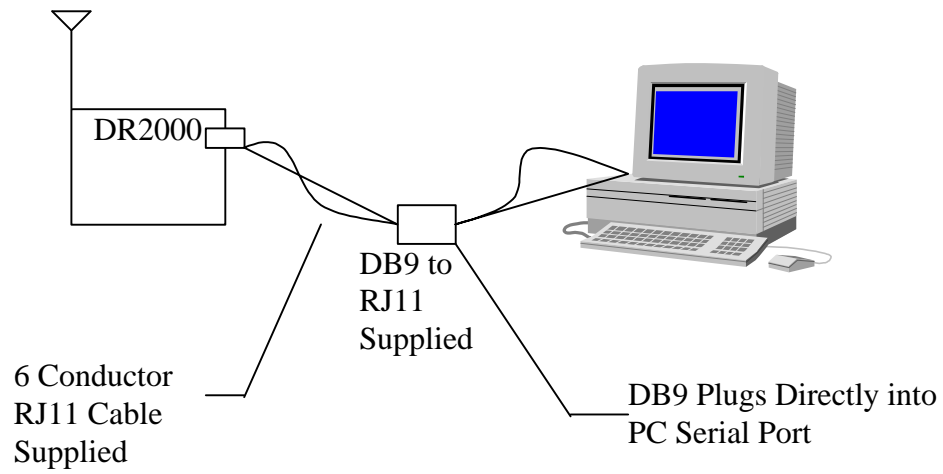 DR2000
DB9 to
RJ11
Supplied
6 Conductor
RJ11 Cable
Supplied
DB9 Plugs Directly into
PC Serial Port